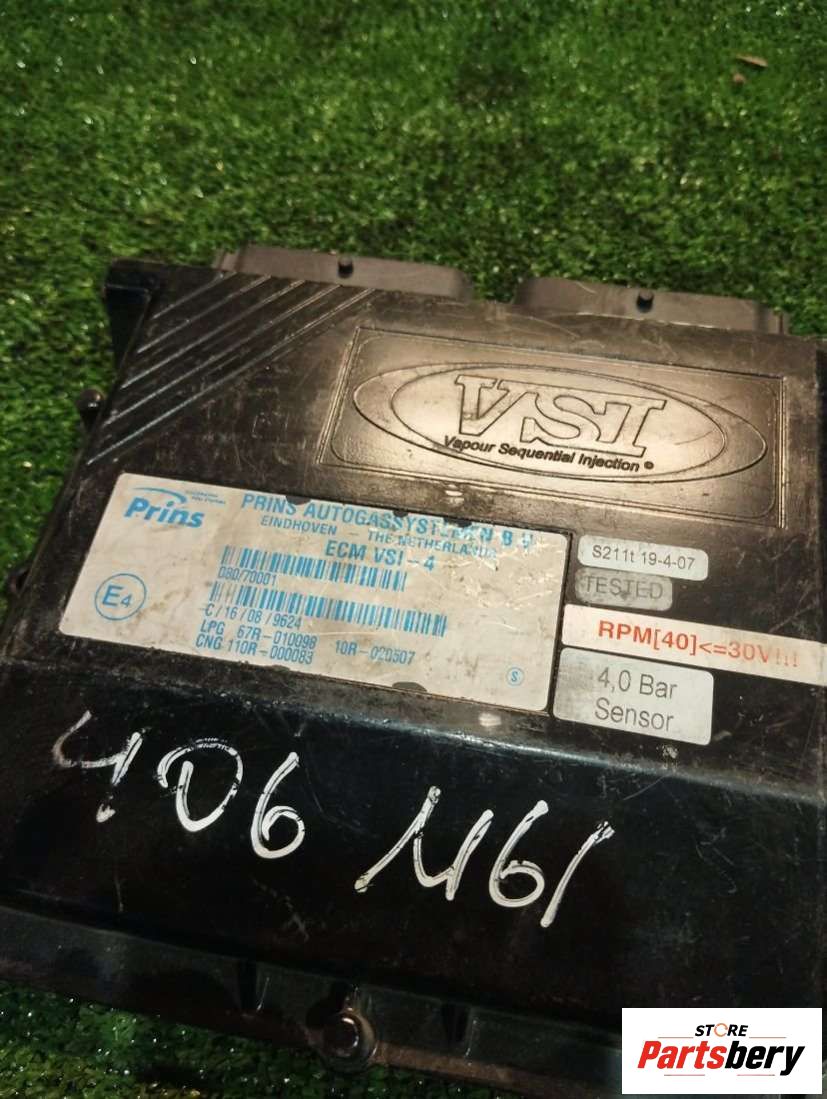 VSI
Vapour Sequential Injection ©
Prins
PRINS AUTOGASSYSTEMEN B.V.
EINDHOVEN - THE NETHERLANDS
ECM VSI-4
080/70001
E4
-C/16/08/9624
LPG 67R-010098 10R-020507
CNG 110R-000083
S
S211t 19-4-07
TESTED
RPM[40]<=30V!!!
4,0 Bar
Sensor
406 M61
STORE
Partsbery